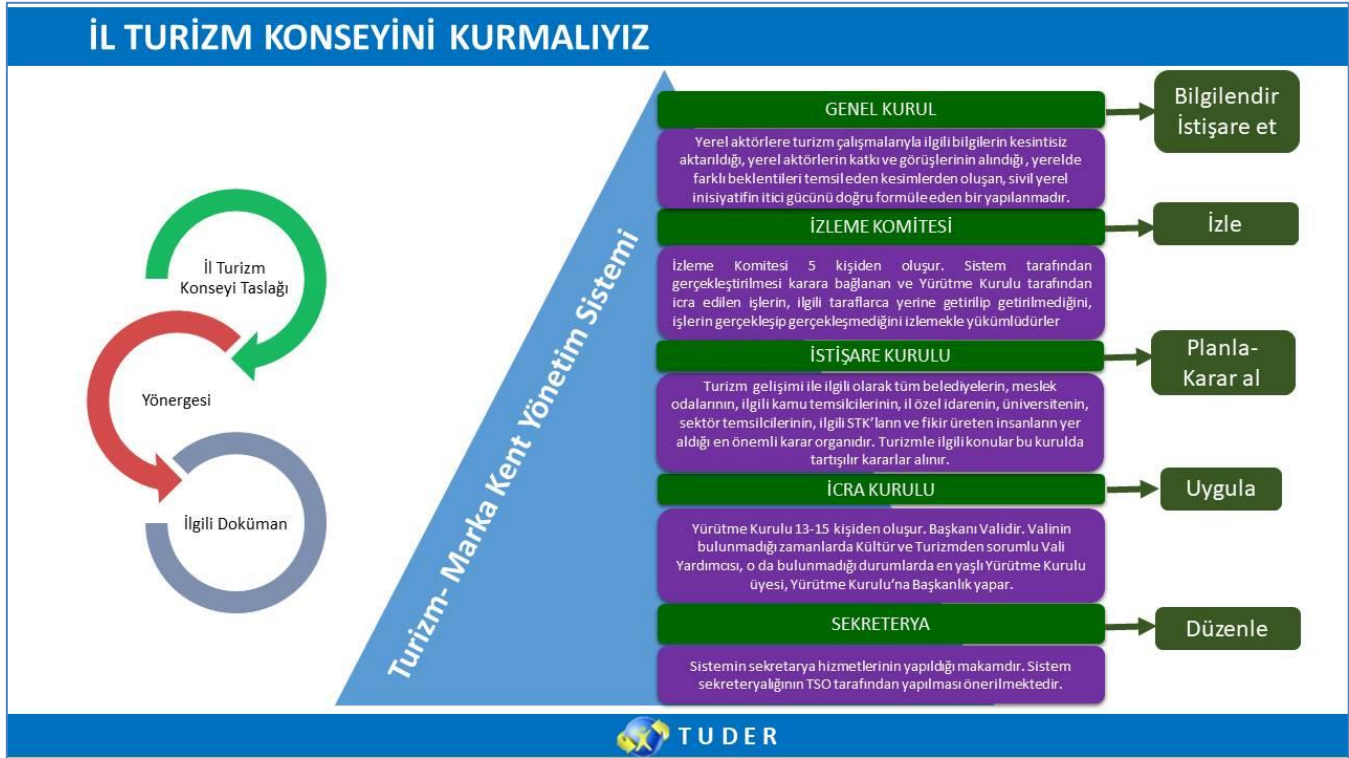 İL TURİZM KONSEYİNİ KURMALIYIZ
İl Turizm
Konseyi Taslağı
Yönergesi
İlgili Doküman
Turizm- Marka Kent Yönetim Sistemi
GENEL KURUL
Bilgilendir
İstişare et
Yerel aktörlere turizm çalışmalarıyla ilgili bilgilerin kesintisiz
aktarıldığı, yerel aktörlerin katkı ve görüşlerinin alındığı , yerelde
farklı beklentileri temsil eden kesimlerden oluşan, sivil yerel
inisiyatifin itici gücünü doğru formüle eden bir yapılanmadır.
İZLEME KOMİTESİ
İzle
İzleme Komitesi 5 kişiden oluşur. Sistem tarafından
gerçekleştirilmesi karara bağlanan ve Yürütme Kurulu tarafından
icra edilen işlerin, ilgili taraflarca yerine getirilip getirilmediğini,
işlerin gerçekleşip gerçekleşmediğini izlemekle yükümlüdürler
İSTİŞARE KURULU
Planla-
Karar al
Turizm gelişimi ile ilgili olarak tüm belediyelerin, meslek
odalarının, ilgili kamu temsilcilerinin, il özel idarenin, üniversitenin,
sektör temsilcilerinin, ilgili STK’ların ve fikir üreten insanların yer
aldığı en önemli karar organıdır. Turizmle ilgili konular bu kurulda
tartışılır kararlar alınır.
İCRA KURULU
Uygula
Yürütme Kurulu 13-15 kişiden oluşur. Başkanı Validir. Valinin
bulunmadığı zamanlarda Kültür ve Turizmden sorumlu Vali
Yardımcısı, o da bulunmadığı durumlarda en yaşlı Yürütme Kurulu
üyesi, Yürütme Kurulu’na Başkanlık yapar.
SEKRETERYA
Düzenle
Sistemin sekretarya hizmetlerinin yapıldığı makamdır. Sistem
sekreteryalığının TSO tarafından yapılması önerilmektedir.
TUDER